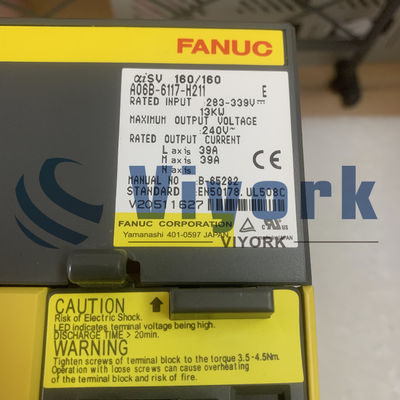 FANUC
αiSV 160/160
A06B-6117-H211 E
RATED INPUT :283-339V⎓
13KW
MAXIMUM OUTPUT VOLTAGE
:240V~
RATED OUTPUT CURRENT
L axis 39A
M axis 39A
N axis
MANUAL NO : B-65282
STANDARD :EN50178.UL508C
V20511627
CE
c UL US
FANUC CORPORATION
Yamanashi 401-0597 JAPAN
Viyork
VIYORK
CAUTION
Risk of Electric Shock.
LED indicates terminal voltage being high.
DISCHARGE TIME > 20min.
WARNING
Tighten screws of terminal block to the torque 3.5-4.5Nm.
Operation with loose screws can cause overheating
of the terminal block and risk of fire.